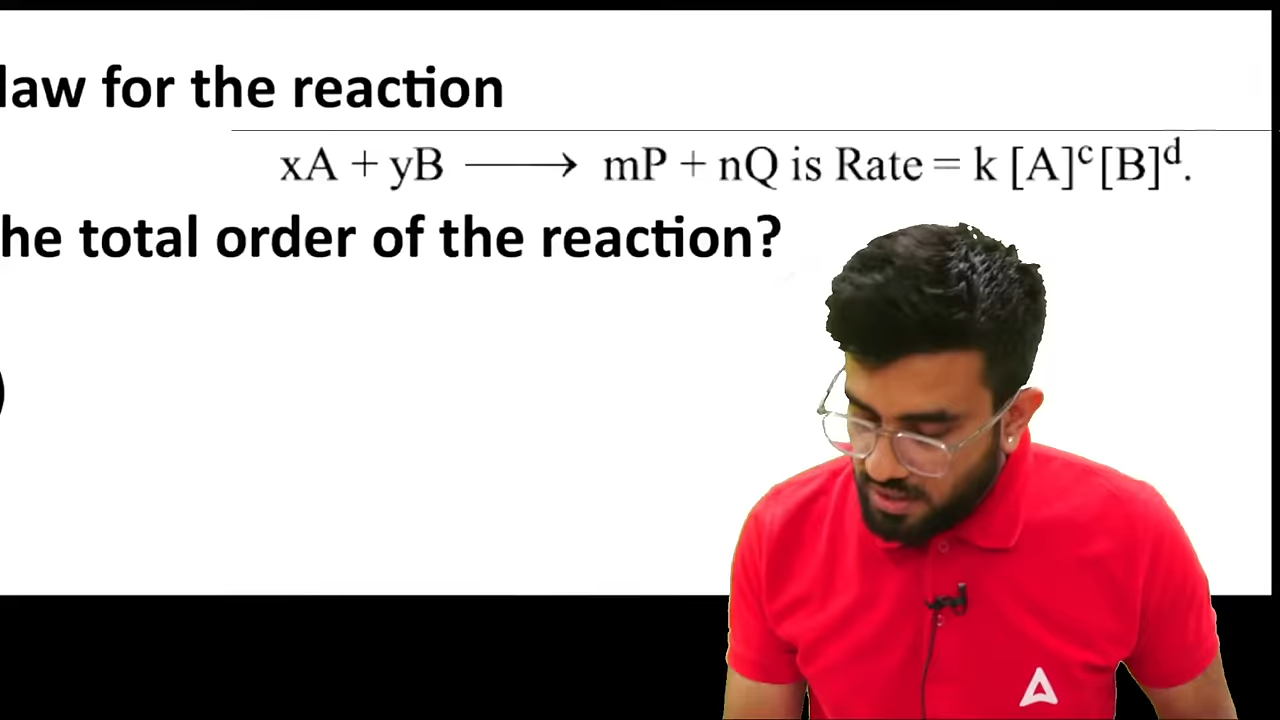 law for the reaction
xA + yB ⟶ mP + nQ is Rate = k [A]ᶜ[B]ᵈ.
he total order of the reaction?
)